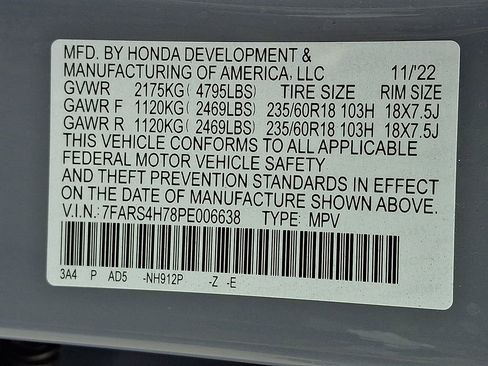 MFD. BY HONDA DEVELOPMENT &
MANUFACTURING OF AMERICA, LLC 11/'22
GVWR 2175KG( 4795LBS) TIRE SIZE RIM SIZE
GAWR F 1120KG( 2469LBS) 235/60R18 103H 18X7.5J
GAWR R 1120KG( 2469LBS) 235/60R18 103H 18X7.5J
THIS VEHICLE CONFORMS TO ALL APPLICABLE
FEDERAL MOTOR VEHICLE SAFETY
AND THEFT PREVENTION STANDARDS IN EFFECT
ON THE DATE OF MANUFACTURE SHOWN ABOVE.
V.I.N. 7FARS4H78PE006638 TYPE: MPV
3A4 P AD5 -NH912P -Z -E